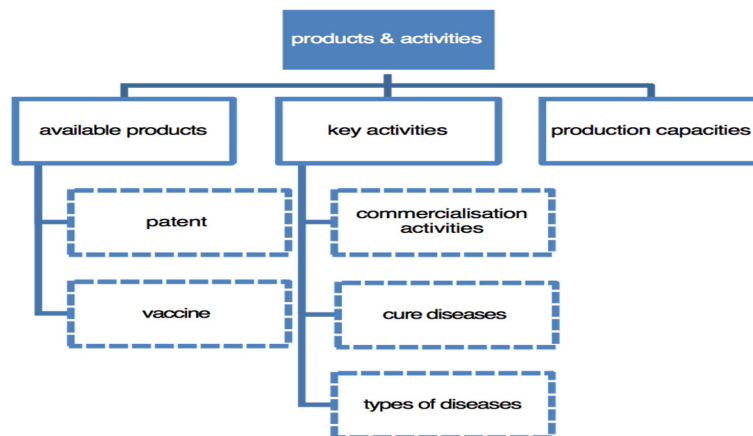 products & activities
available products
key activities
production capacities
patent
commercialisation
activities
vaccine
cure diseases
types of diseases